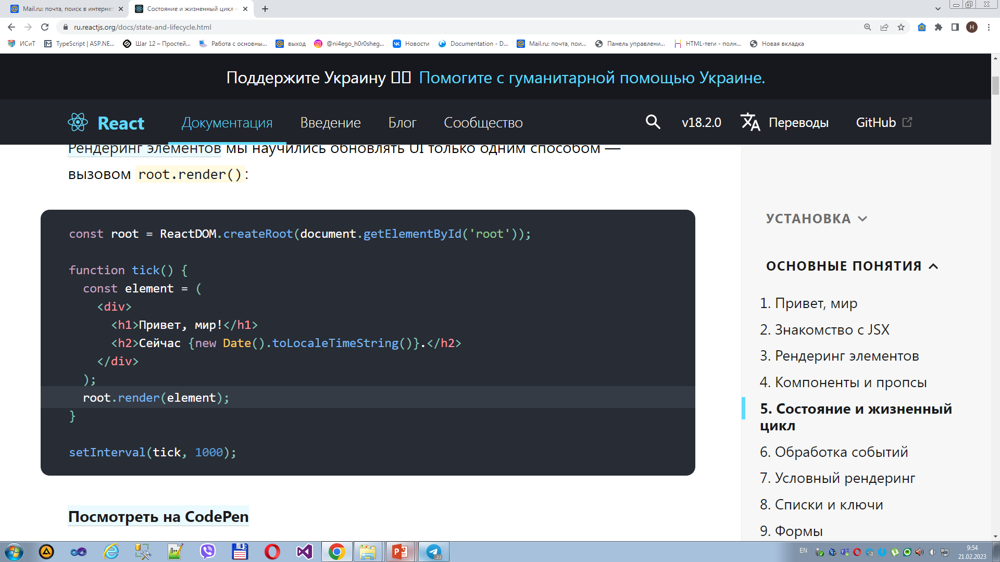 Mail.ru: почта, поиск в интернет
Состояние и жизненный цикл –
ru.reactjs.org/docs/state-and-lifecycle.html
Н
ИСиТ
TypeScript | ASP.NE...
Шаг 12 – Простей...
Работа с основны...
выход
@ni4ego_h0r0sheg...
Новости
Documentation - D...
Mail.ru: почта, пои...
Панель управлени...
HTML-теги - полн...
Новая вкладка
Поддержите Украину Помогите с гуманитарной помощью Украине.
React
Документация
Введение
Блог
Сообщество
v18.2.0
Переводы
GitHub
Рендеринг элементов мы научились обновлять UI только одним способом —
вызовом root.render():
const root = ReactDOM.createRoot(document.getElementById('root'));
function tick() {
  const element = (
    <div>
      <h1>Привет, мир!</h1>
      <h2>Сейчас {new Date().toLocaleTimeString()}.</h2>
    </div>
  );
  root.render(element);
}
setInterval(tick, 1000);
Посмотреть на CodePen
УСТАНОВКА
ОСНОВНЫЕ ПОНЯТИЯ
1. Привет, мир
2. Знакомство с JSX
3. Рендеринг элементов
4. Компоненты и пропсы
5. Состояние и жизненный
цикл
6. Обработка событий
7. Условный рендеринг
8. Списки и ключи
9. Формы
EN
9:54
21.02.2023